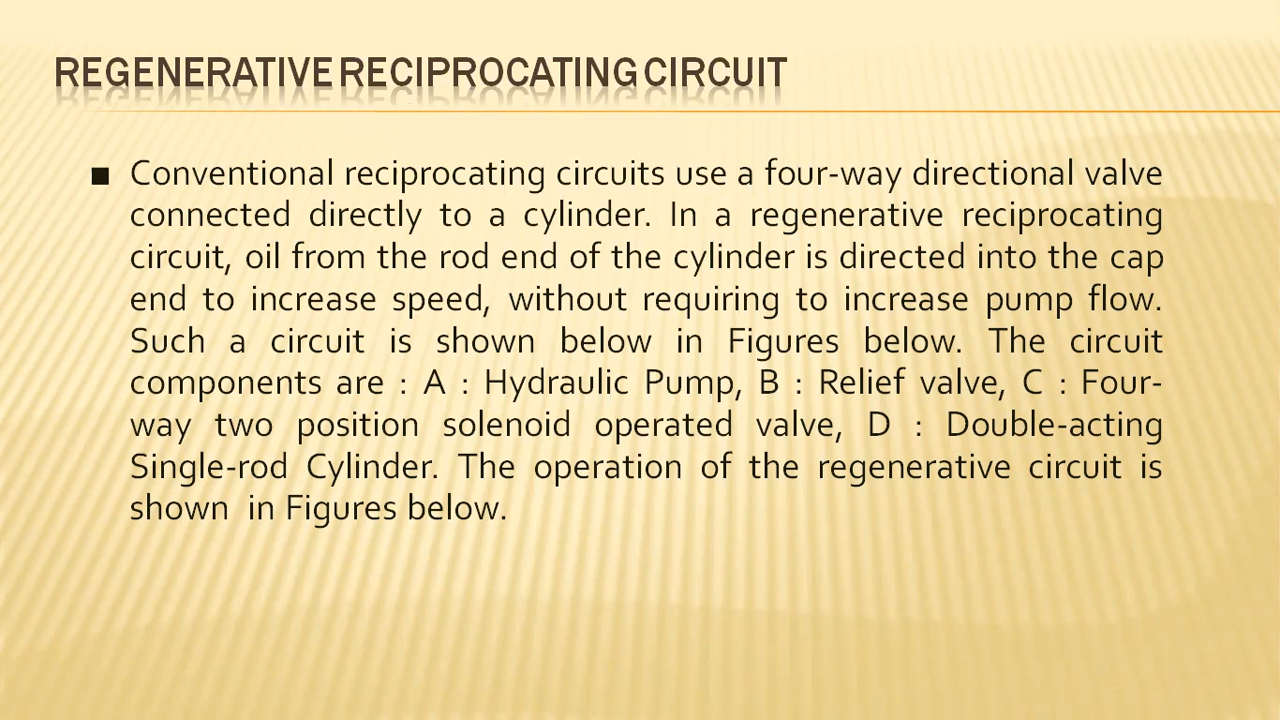 REGENERATIVE RECIPROCATING CIRCUIT
■ Conventional reciprocating circuits use a four-way directional valve
connected directly to a cylinder. In a regenerative reciprocating
circuit, oil from the rod end of the cylinder is directed into the cap
end to increase speed, without requiring to increase pump flow.
Such a circuit is shown below in Figures below. The circuit
components are : A : Hydraulic Pump, B : Relief valve, C : Four-
way two position solenoid operated valve, D : Double-acting
Single-rod Cylinder. The operation of the regenerative circuit is
shown in Figures below.